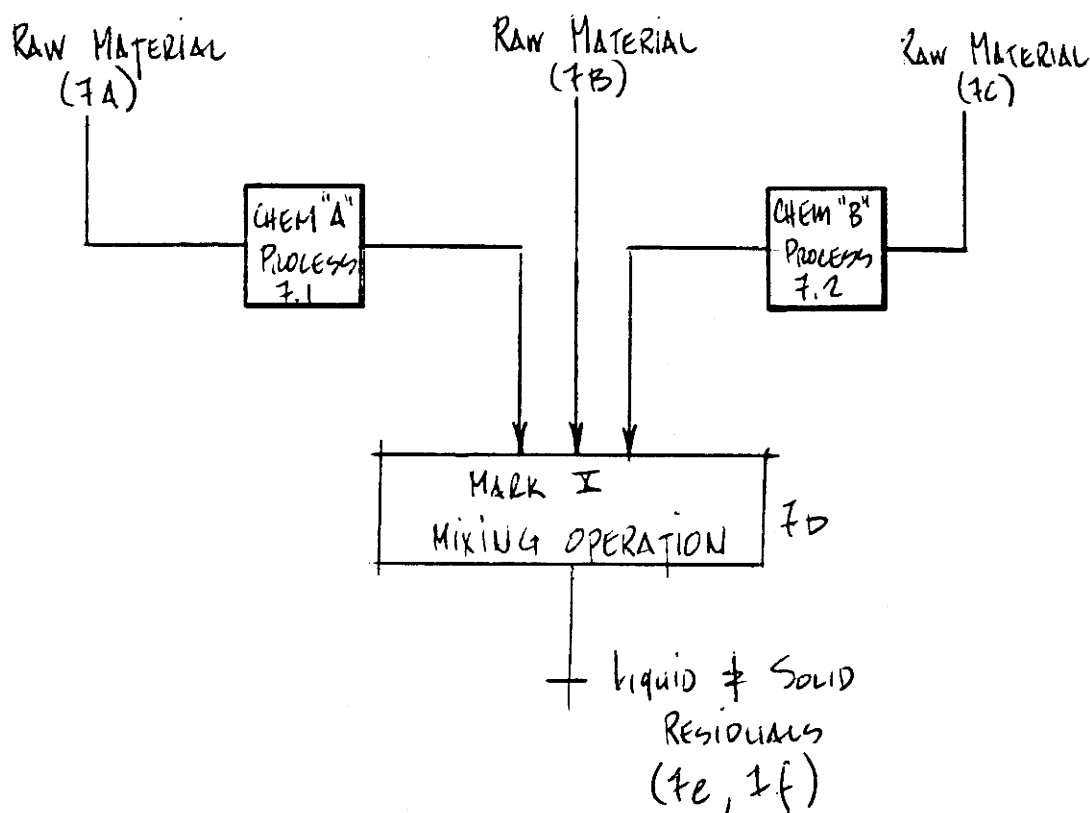 RAW MATERIAL
(7A)
RAW MATERIAL
(7B)
RAW MATERIAL
(7C)
CHEM "A"
PROCESS
7.1
CHEM "B"
PROCESS
7.2
MARK V
MIXING OPERATION
7D
LIQUID & SOLID
RESIDUALS
(7e, 7f)